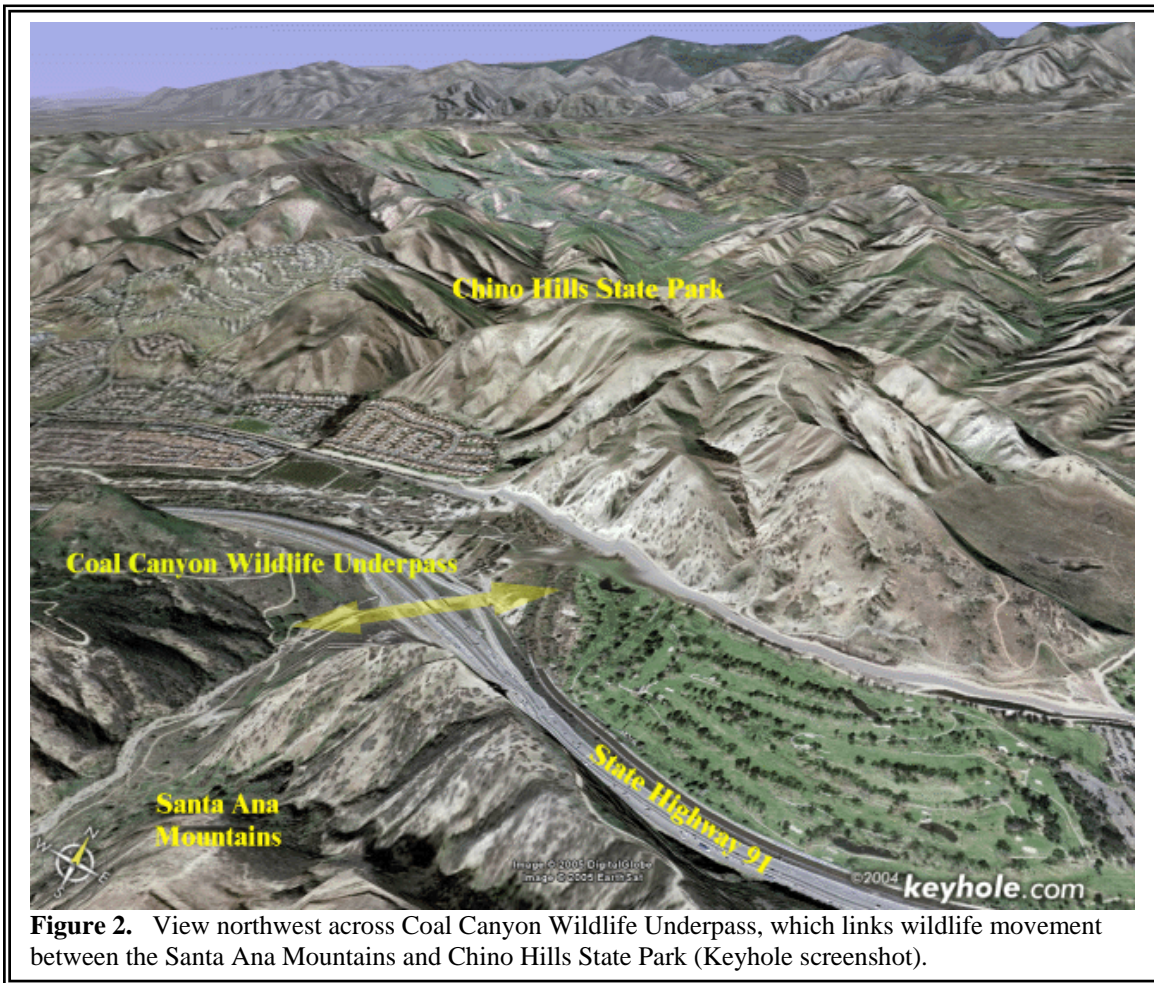 Chino Hills State Park
Coal Canyon Wildlife Underpass
State Highway 91
Santa Ana
Mountains
N
W
E
S
Image © 2005 DigitalGlobe
Image © 2005 EarthSat
©2004 keyhole.com
Figure 2. View northwest across Coal Canyon Wildlife Underpass, which links wildlife movement
between the Santa Ana Mountains and Chino Hills State Park (Keyhole screenshot).